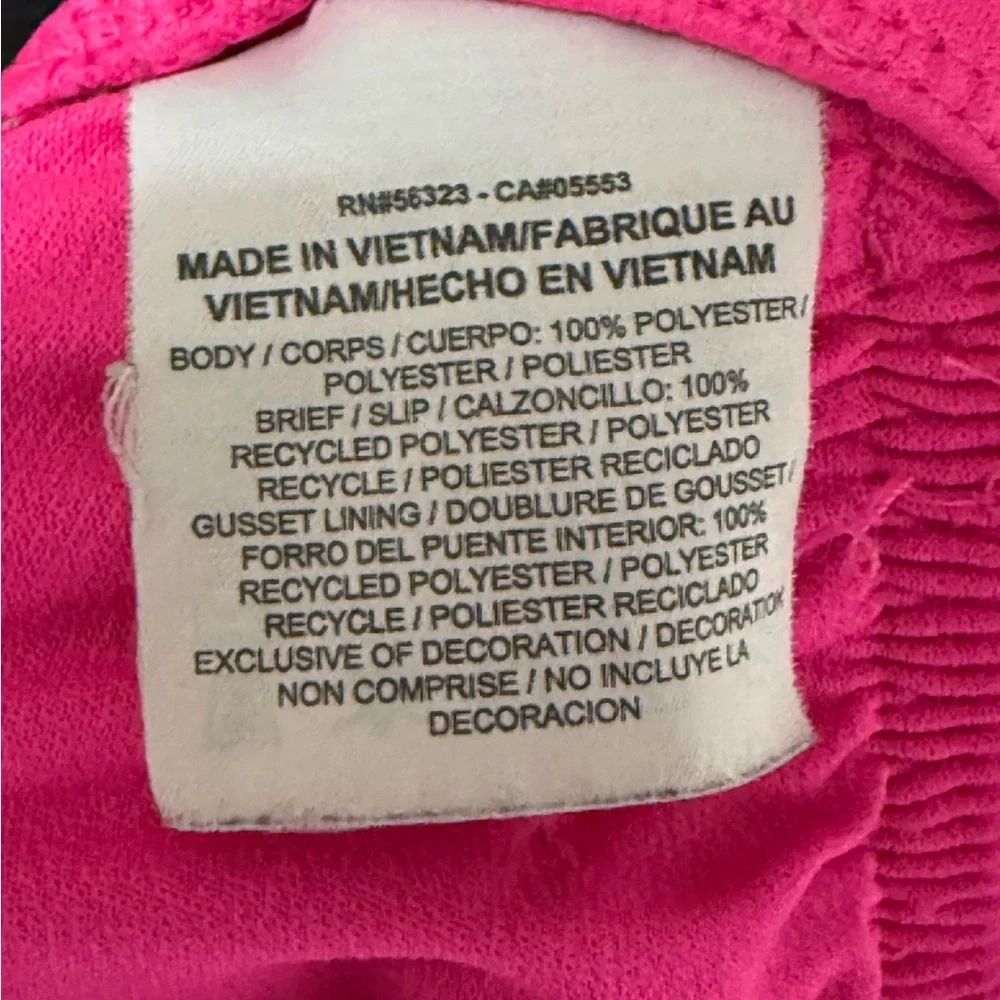 RN#56323 - CA#05553
MADE IN VIETNAM/FABRIQUE AU
VIETNAM/HECHO EN VIETNAM
BODY / CORPS / CUERPO: 100% POLYESTER /
POLYESTER / POLIESTER
BRIEF / SLIP / CALZONCILLO: 100%
RECYCLED POLYESTER / POLYESTER
RECYCLE / POLIESTER RECICLADO
GUSSET LINING / DOUBLURE DE GOUSSET/
FORRO DEL PUENTE INTERIOR: 100%
RECYCLED POLYESTER / POLYESTER
RECYCLE / POLIESTER RECICLADO
EXCLUSIVE OF DECORATION / DECORATION
NON COMPRISE / NO INCLUYE LA
DECORACION